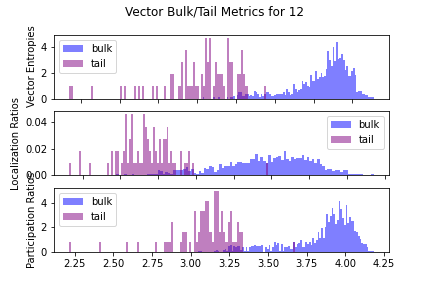 Vector Bulk/Tail Metrics for 12
Vector Entropies
4
2
0
bulk
tail
Localization Ratios
0.04
0.02
0.00
bulk
tail
Participation Ratios
4
2
0
bulk
tail
2.25 2.50 2.75 3.00 3.25 3.50 3.75 4.00 4.25